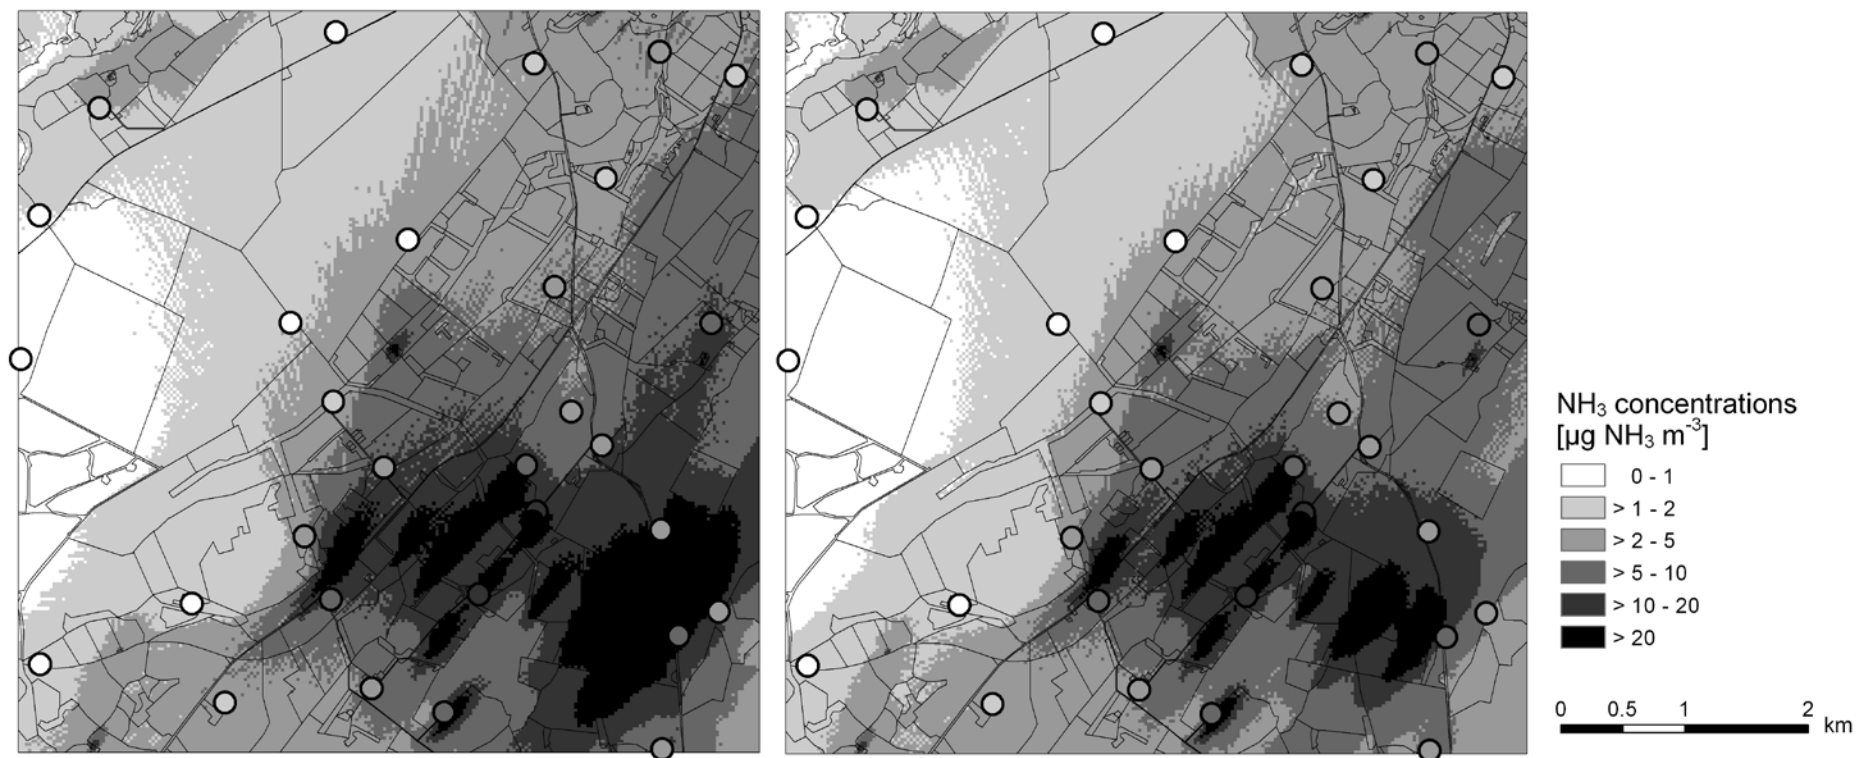 NH₃ concentrations
[µg NH₃ m⁻³]
0 - 1
> 1 - 2
> 2 - 5
> 5 - 10
> 10 - 20
> 20
0 0.5 1 2
km